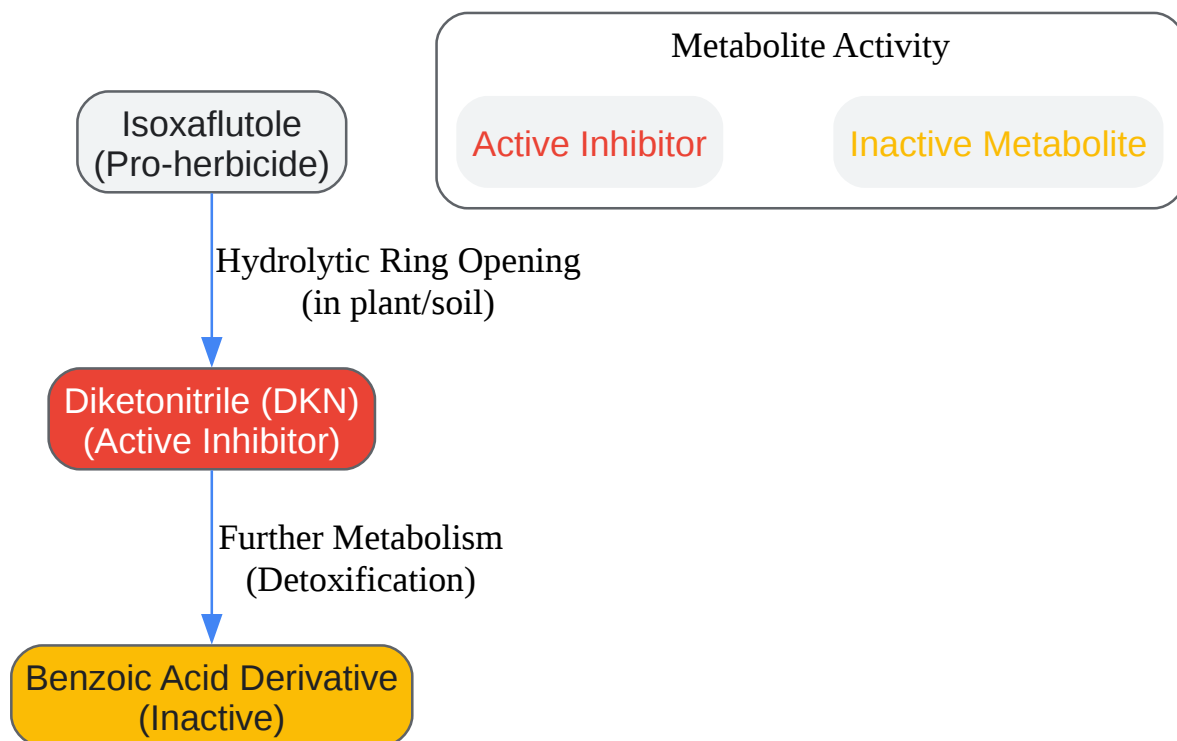 Metabolite Activity
Active Inhibitor
Inactive Metabolite
Isoxaflutole
(Pro-herbicide)
Hydrolytic Ring Opening
(in plant/soil)
Diketonitrile (DKN)
(Active Inhibitor)
Further Metabolism
(Detoxification)
Benzoic Acid Derivative
(Inactive)